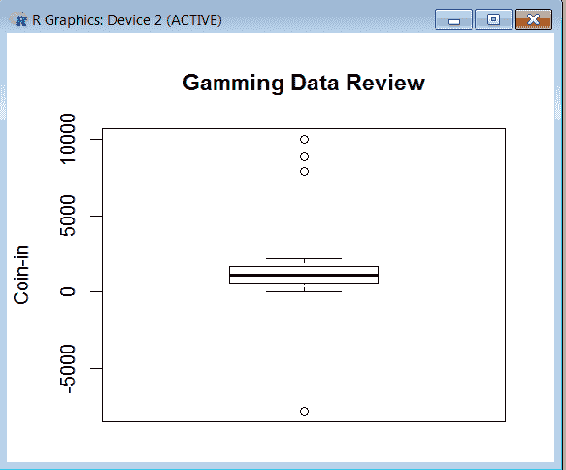 R Graphics: Device 2 (ACTIVE)
Gamming Data Review
10000
5000
0
-5000
Coin-in